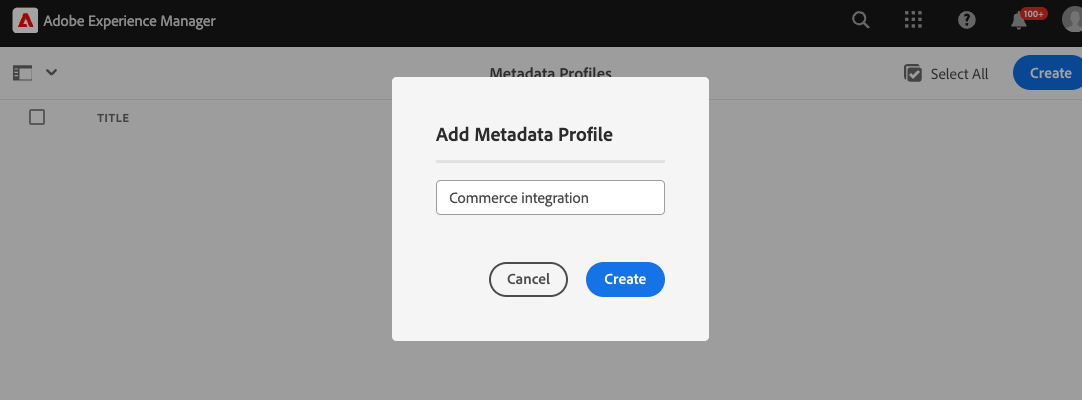 Adobe Experience Manager
100+
Metadata Profiles
Select All
Create
TITLE
Add Metadata Profile
Commerce integration
Cancel
Create